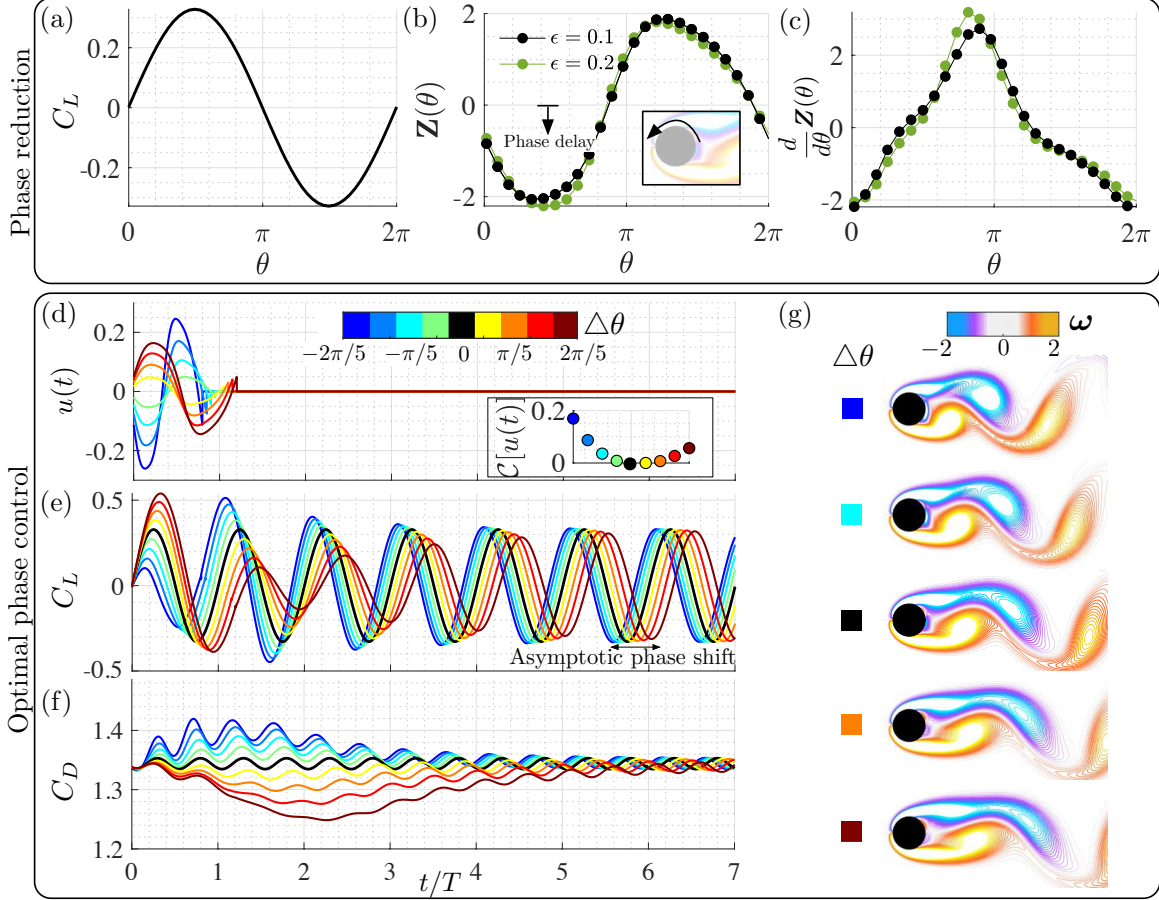 Phase reduction
(a)
C_L
0.2
0
-0.2
0
π
2π
θ
(b)
Z(θ)
2
0
-2
ϵ = 0.1
ϵ = 0.2
Phase delay
0
π
2π
θ
(c)
d/dθ Z(θ)
2
0
-2
0
π
2π
θ
Optimal phase control
(d)
u(t)
0.2
0
-0.2
△θ
−2π/5
−π/5
0
π/5
2π/5
C[u(t)]
0.2
0
(e)
C_L
0.5
0
-0.5
Asymptotic phase shift
(f)
C_D
1.4
1.3
1.2
0
1
2
3
4
5
6
7
t/T
(g)
△θ
−2
0
2
ω